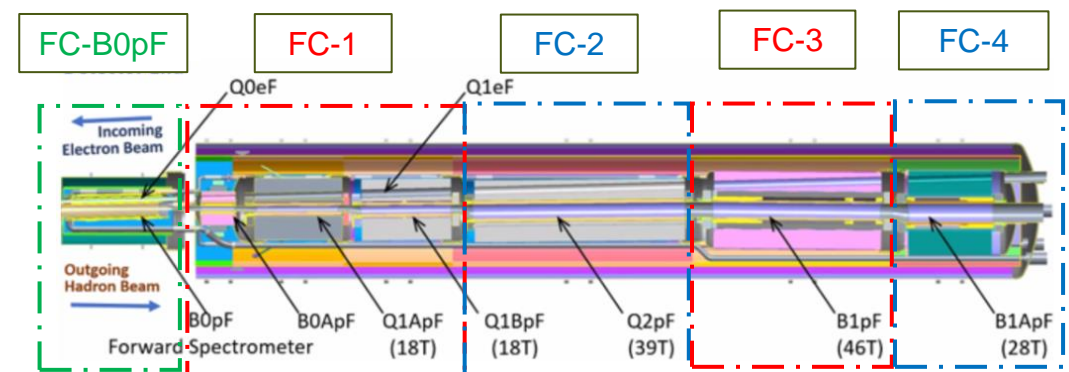 FC-B0pF
FC-1
FC-2
FC-3
FC-4
Q0eF
Q1eF
Incoming
Electron Beam
Outgoing
Hadron Beam
B0pF
B0ApF
Q1ApF
Q1BpF
Q2pF
B1pF
B1ApF
Forward Spectrometer
(18T)
(18T)
(39T)
(46T)
(28T)